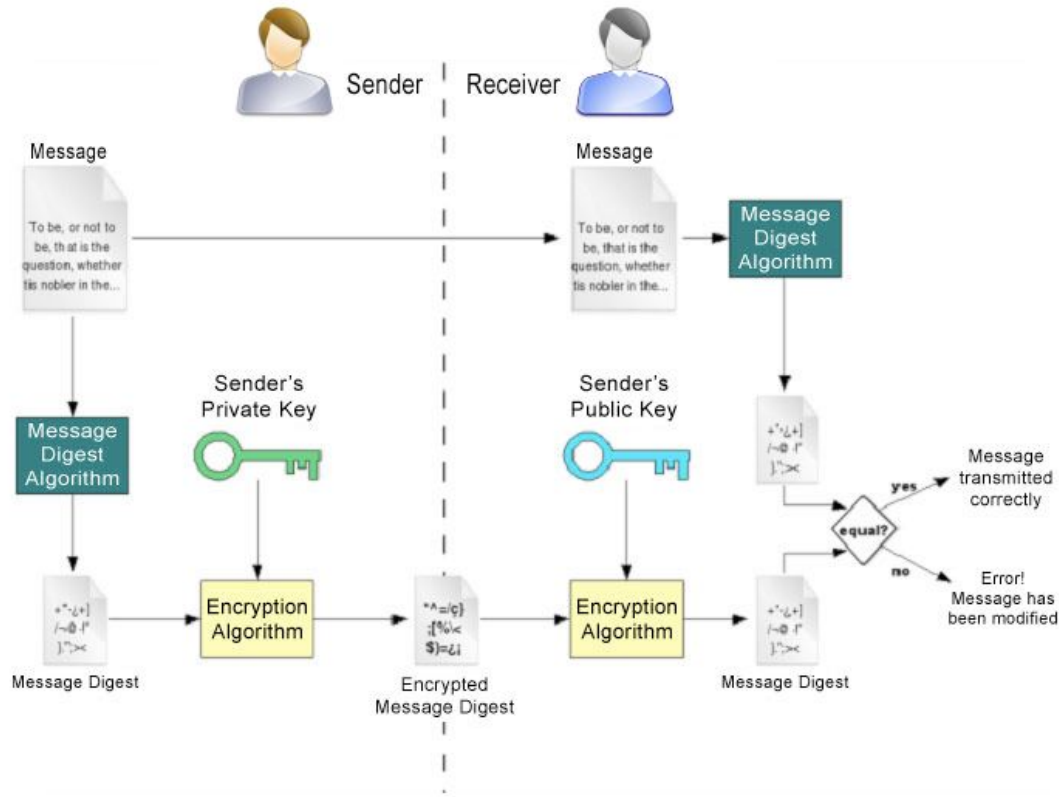 Sender
Receiver
Message
To be, or not to
be, that is the
question, whether
tis nobler in the...
Message
To be, or not to
be, that is the
question, whether
tis nobler in the...
Message
Digest
Algorithm
Sender's
Private Key
Sender's
Public Key
Message
Digest
Algorithm
+"-¿+]
/¬@ -!"
}.";><
equal?
yes
no
Message
transmitted
correctly
Error!
Message has
been modified
+"-¿+]
/¬@ -!"
}.";><
Message Digest
Encryption
Algorithm
"^=/ç}
;[%\<
$)=¿¡
Encrypted
Message Digest
Encryption
Algorithm
+"-¿+]
/¬@ -!"
}.";><
Message Digest